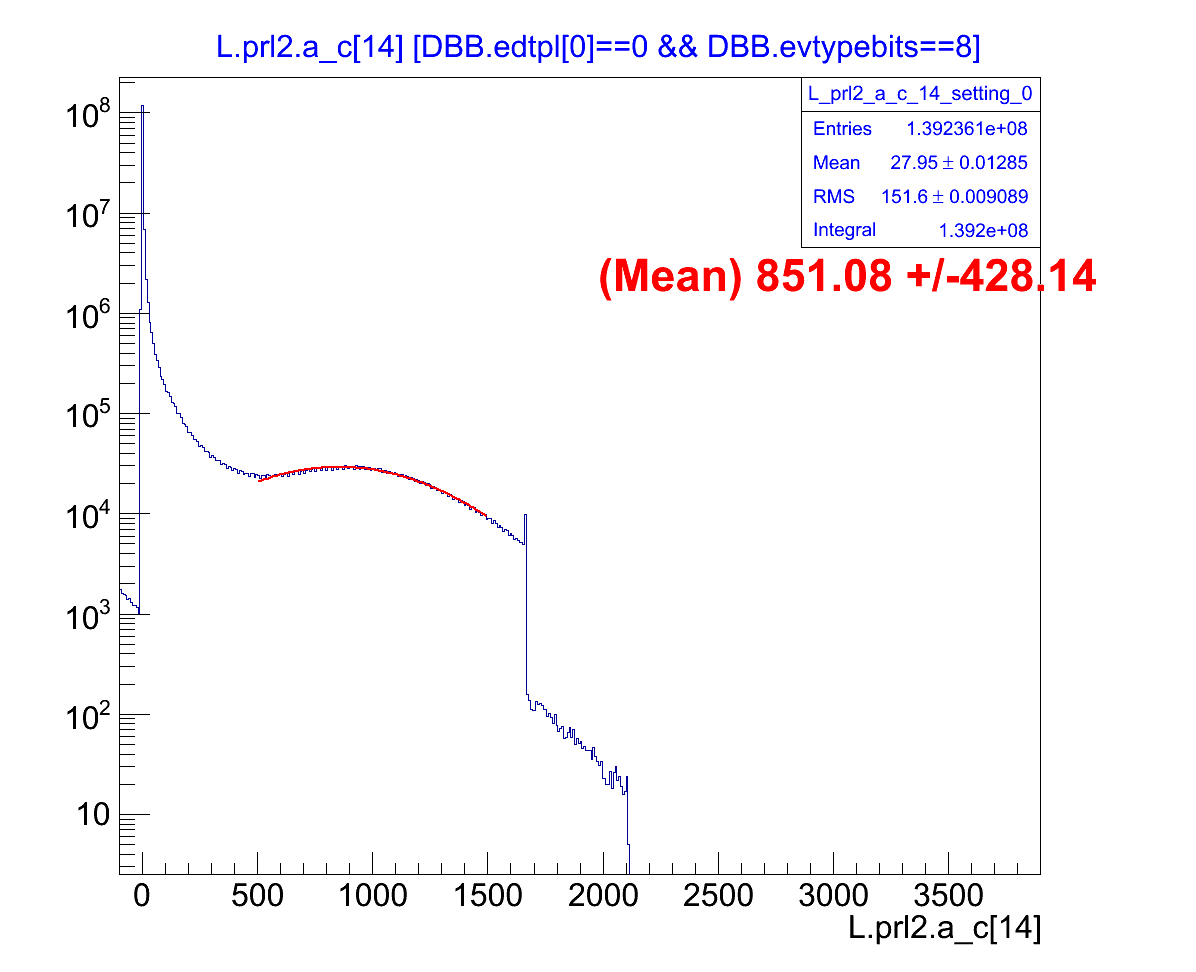 L.prl2.a_c[14] [DBB.edtpl[0]==0 && DBB.evtypebits==8]
L_prl2_a_c_14_setting_0
Entries 1.392361e+08
Mean 27.95 ± 0.01285
RMS 151.6 ± 0.009089
Integral 1.392e+08
(Mean) 851.08 +/-428.14
10^8
10^7
10^6
10^5
10^4
10^3
10^2
10
0 500 1000 1500 2000 2500 3000 3500
L.prl2.a_c[14]